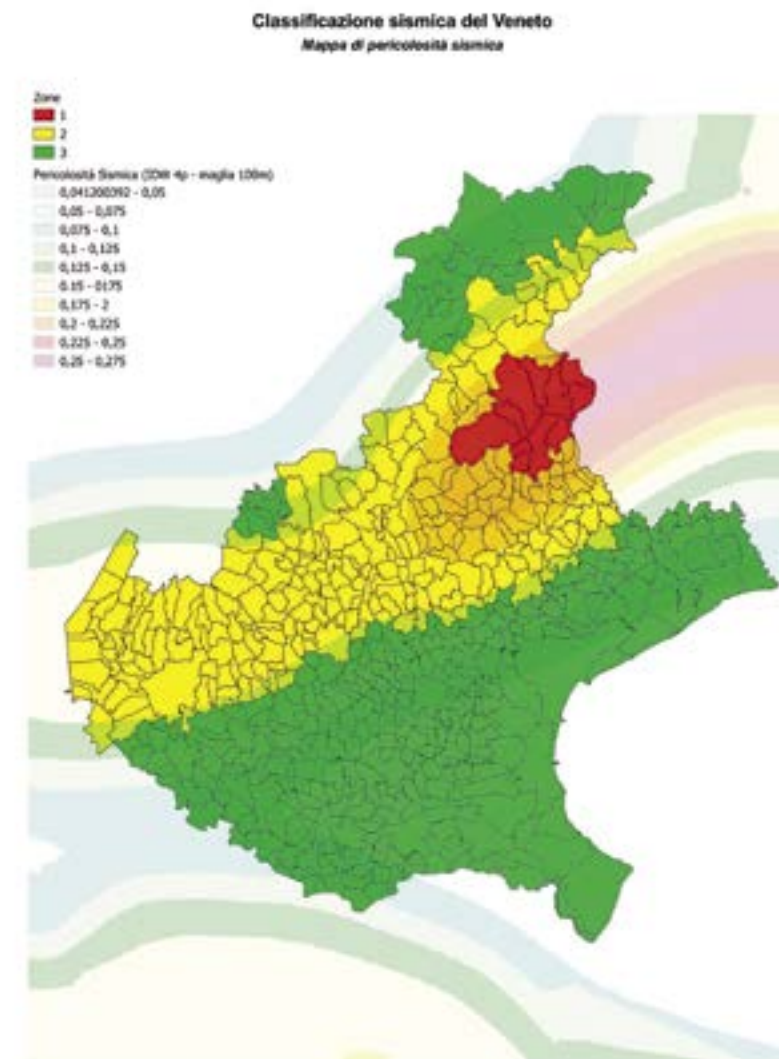 Classificazione sismica del Veneto
Mappa di pericolosità sismica
Zone
1
2
3
Pericolosità Sismica (IDW 4p - maglia 100m)
0,041200392 - 0,05
0,05 - 0,075
0,075 - 0,1
0,1 - 0,125
0,125 - 0,15
0.15 - 0175
0,175 - 2
0,2 - 0,225
0,225 - 0,25
0,25 - 0,275